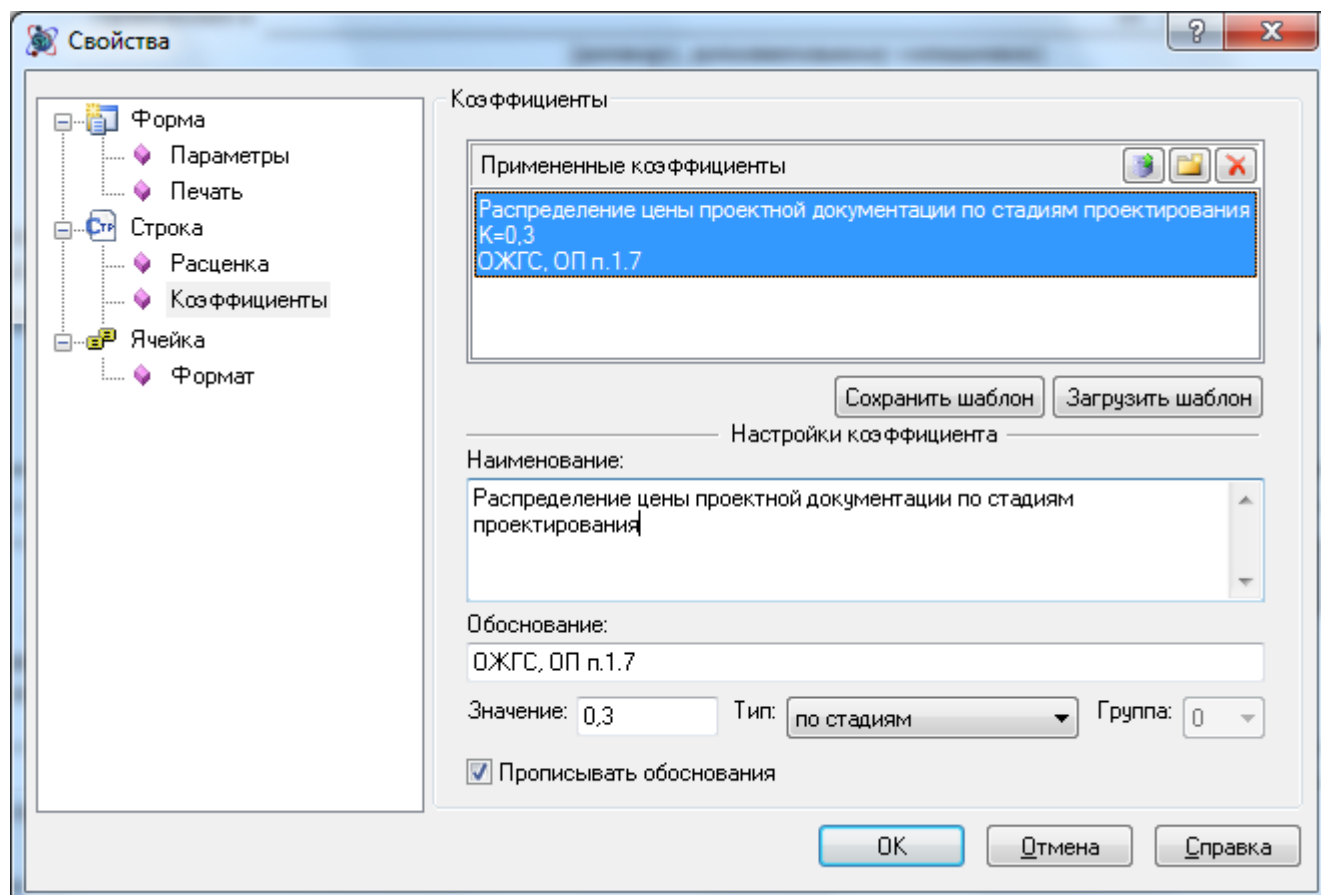 Свойства
Форма
Параметры
Печать
Стр Строка
Расценка
Коэффициенты
Ячейка
Формат
Коэффициенты
Примененные коэффициенты
Распределение цены проектной документации по стадиям проектирования
K=0,3
ОЖГС, ОП п.1.7
Сохранить шаблон Загрузить шаблон
Настройки коэффициента
Наименование:
Распределение цены проектной документации по стадиям
проектирования
Обоснование:
ОЖГС, ОП п.1.7
Значение: 0,3 Тип: по стадиям Группа: 0
Прописывать обоснования
OK Отмена Справка